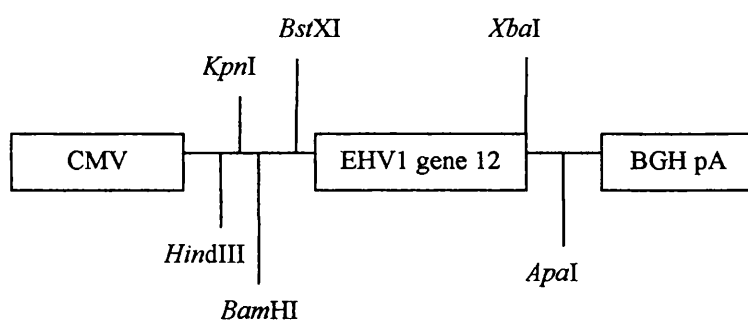 BstXI
XbaI
KpnI
CMV
EHV1 gene 12
BGH pA
HindIII
ApaI
BamHI